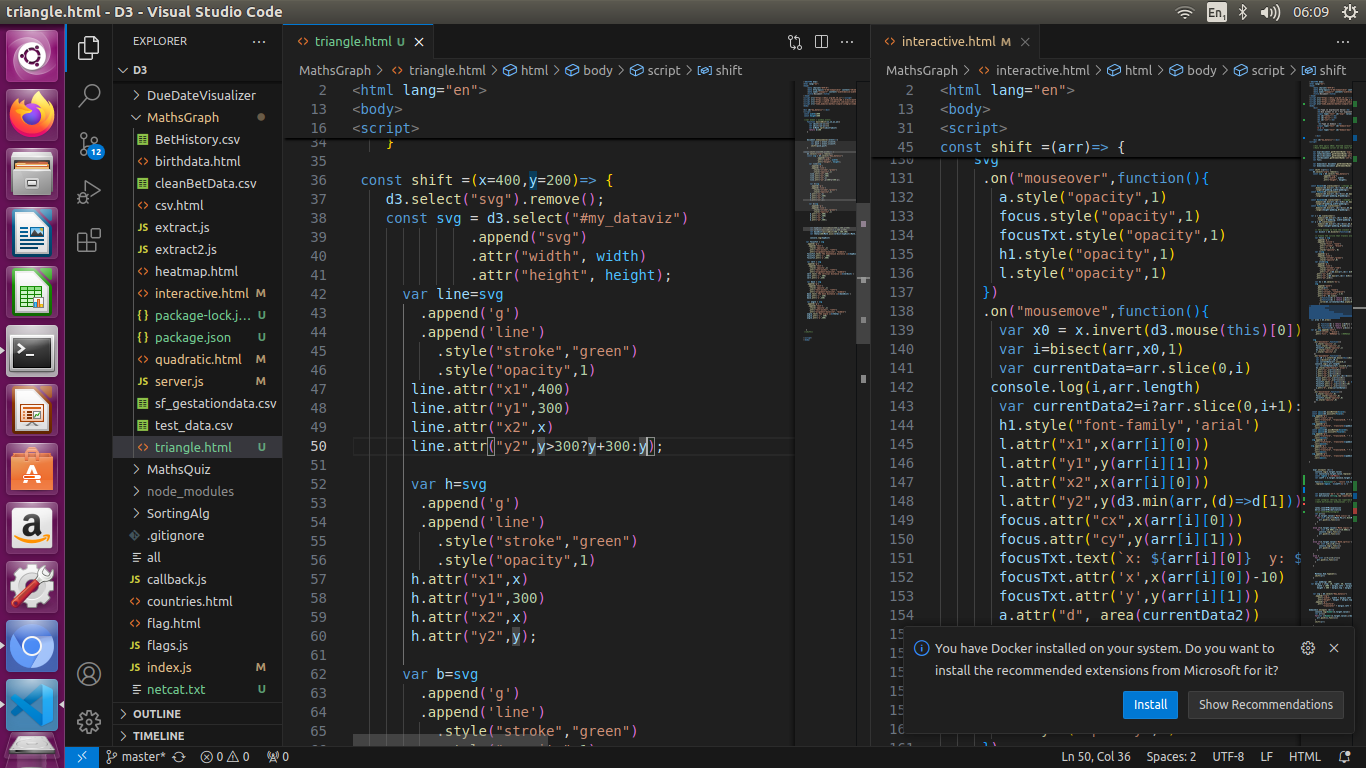 triangle.html - D3 - Visual Studio Code
En1
06:09
EXPLORER
D3
DueDateVisualizer
MathsGraph
BetHistory.csv
birthdata.html
cleanBetData.csv
csv.html
extract.js
extract2.js
heatmap.html
interactive.html M
package-lock.j... U
package.json U
quadratic.html M
server.js M
sf_gestationdata.csv
test_data.csv
triangle.html U
MathsQuiz
node_modules
SortingAlg
.gitignore
all
callback.js
countries.html
flag.html
flags.js
index.js M
netcat.txt U
OUTLINE
TIMELINE
12
triangle.html U
MathsGraph > triangle.html > html > body > script > shift
2 <html lang="en">
13 <body>
16 <script>
34 }
35
36 const shift =(x=400,y=200)=> {
37 d3.select("svg").remove();
38 const svg = d3.select("#my_dataviz")
39 .append("svg")
40 .attr("width", width)
41 .attr("height", height);
42 var line=svg
43 .append('g')
44 .append('line')
45 .style("stroke","green")
46 .style("opacity",1)
47 line.attr("x1",400)
48 line.attr("y1",300)
49 line.attr("x2",x)
50 line.attr("y2",y>300?y+300:y);
51
52 var h=svg
53 .append('g')
54 .append('line')
55 .style("stroke","green")
56 .style("opacity",1)
57 h.attr("x1",x)
58 h.attr("y1",300)
59 h.attr("x2",x)
60 h.attr("y2",y);
61
62 var b=svg
63 .append('g')
64 .append('line')
65 .style("stroke","green")
interactive.html M
MathsGraph > interactive.html > html > body > script > shift
2 <html lang="en">
13 <body>
31 <script>
45 const shift =(arr)=> {
130 svg
131 .on("mouseover",function(){
132 a.style("opacity",1)
133 focus.style("opacity",1)
134 focusTxt.style("opacity",1)
135 h1.style("opacity",1)
136 l.style("opacity",1)
137 })
138 .on("mousemove",function(){
139 var x0 = x.invert(d3.mouse(this)[0])
140 var i=bisect(arr,x0,1)
141 var currentData=arr.slice(0,i)
142 console.log(i,arr.length)
143 var currentData2=i?arr.slice(0,i+1):
144 h1.style("font-family",'arial')
145 l.attr("x1",x(arr[i][0]))
146 l.attr("y1",y(arr[i][1]))
147 l.attr("x2",x(arr[i][0]))
148 l.attr("y2",y(d3.min(arr,(d)=>d[1]))
149 focus.attr("cx",x(arr[i][0]))
150 focus.attr("cy",y(arr[i][1]))
151 focusTxt.text(`x: ${arr[i][0]} y: $
152 focusTxt.attr('x',x(arr[i][0])-10)
153 focusTxt.attr('y',y(arr[i][1]))
154 a.attr("d", area(currentData2))
161 })
You have Docker installed on your system. Do you want to
install the recommended extensions from Microsoft for it?
Install
Show Recommendations
master*
0 0
0
Ln 50, Col 36
Spaces: 2
UTF-8
LF
HTML